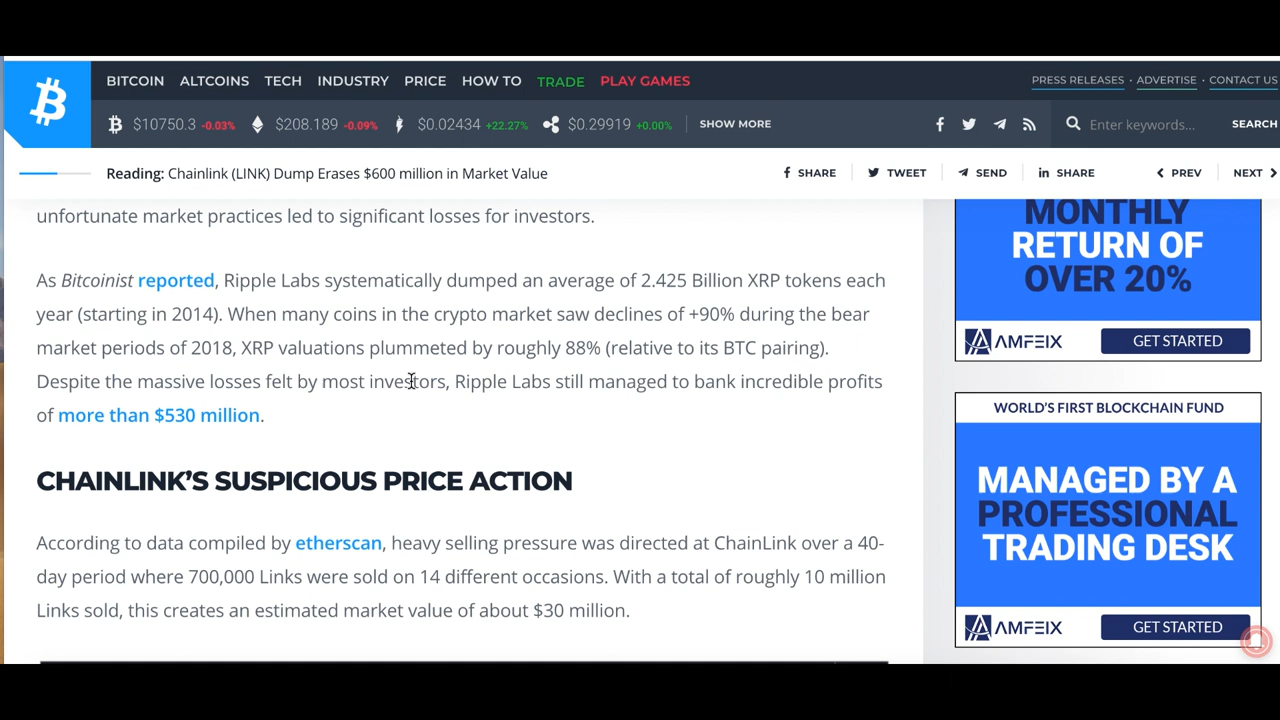 BITCOIN ALTCOINS TECH INDUSTRY PRICE HOW TO TRADE PLAY GAMES PRESS RELEASES · ADVERTISE · CONTACT US
$10750.3 -0.03% $208.189 -0.09% $0.02434 +22.27% $0.29919 +0.00% SHOW MORE Enter keywords... SEARCH
Reading: Chainlink (LINK) Dump Erases $600 million in Market Value SHARE TWEET SEND SHARE PREV NEXT
unfortunate market practices led to significant losses for investors.
As Bitcoinist reported, Ripple Labs systematically dumped an average of 2.425 Billion XRP tokens each
year (starting in 2014). When many coins in the crypto market saw declines of +90% during the bear
market periods of 2018, XRP valuations plummeted by roughly 88% (relative to its BTC pairing).
Despite the massive losses felt by most investors, Ripple Labs still managed to bank incredible profits
of more than $530 million.
CHAINLINK’S SUSPICIOUS PRICE ACTION
According to data compiled by etherscan, heavy selling pressure was directed at ChainLink over a 40-
day period where 700,000 Links were sold on 14 different occasions. With a total of roughly 10 million
Links sold, this creates an estimated market value of about $30 million.
MONTHLY
RETURN OF
OVER 20%
AMFEIX GET STARTED
WORLD'S FIRST BLOCKCHAIN FUND
MANAGED BY A
PROFESSIONAL
TRADING DESK
AMFEIX GET STARTED